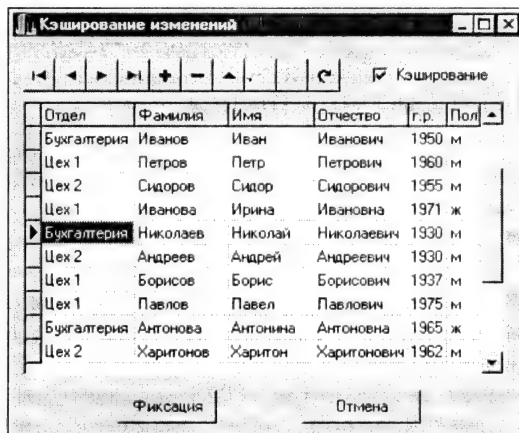 Кэширование изменений
Кэширование
Отдел Фамилия Имя Отчество г.р. Пол
Бухгалтерия Иванов Иван Иванович 1950 м
Цех 1 Петров Петр Петрович 1960 м
Цех 2 Сидоров Сидор Сидорович 1955 м
Цех 1 Иванова Ирина Ивановна 1971 ж
Бухгалтерия Николаев Николай Николаевич 1930 м
Цех 2 Андреев Андрей Андреевич 1930 м
Цех 1 Борисов Борис Борисович 1937 м
Цех 1 Павлов Павел Павлович 1975 м
Бухгалтерия Антонова Антонина Антоновна 1965 ж
Цех 2 Харитонов Харитон Харитонович 1962 м
Фиксация Отмена